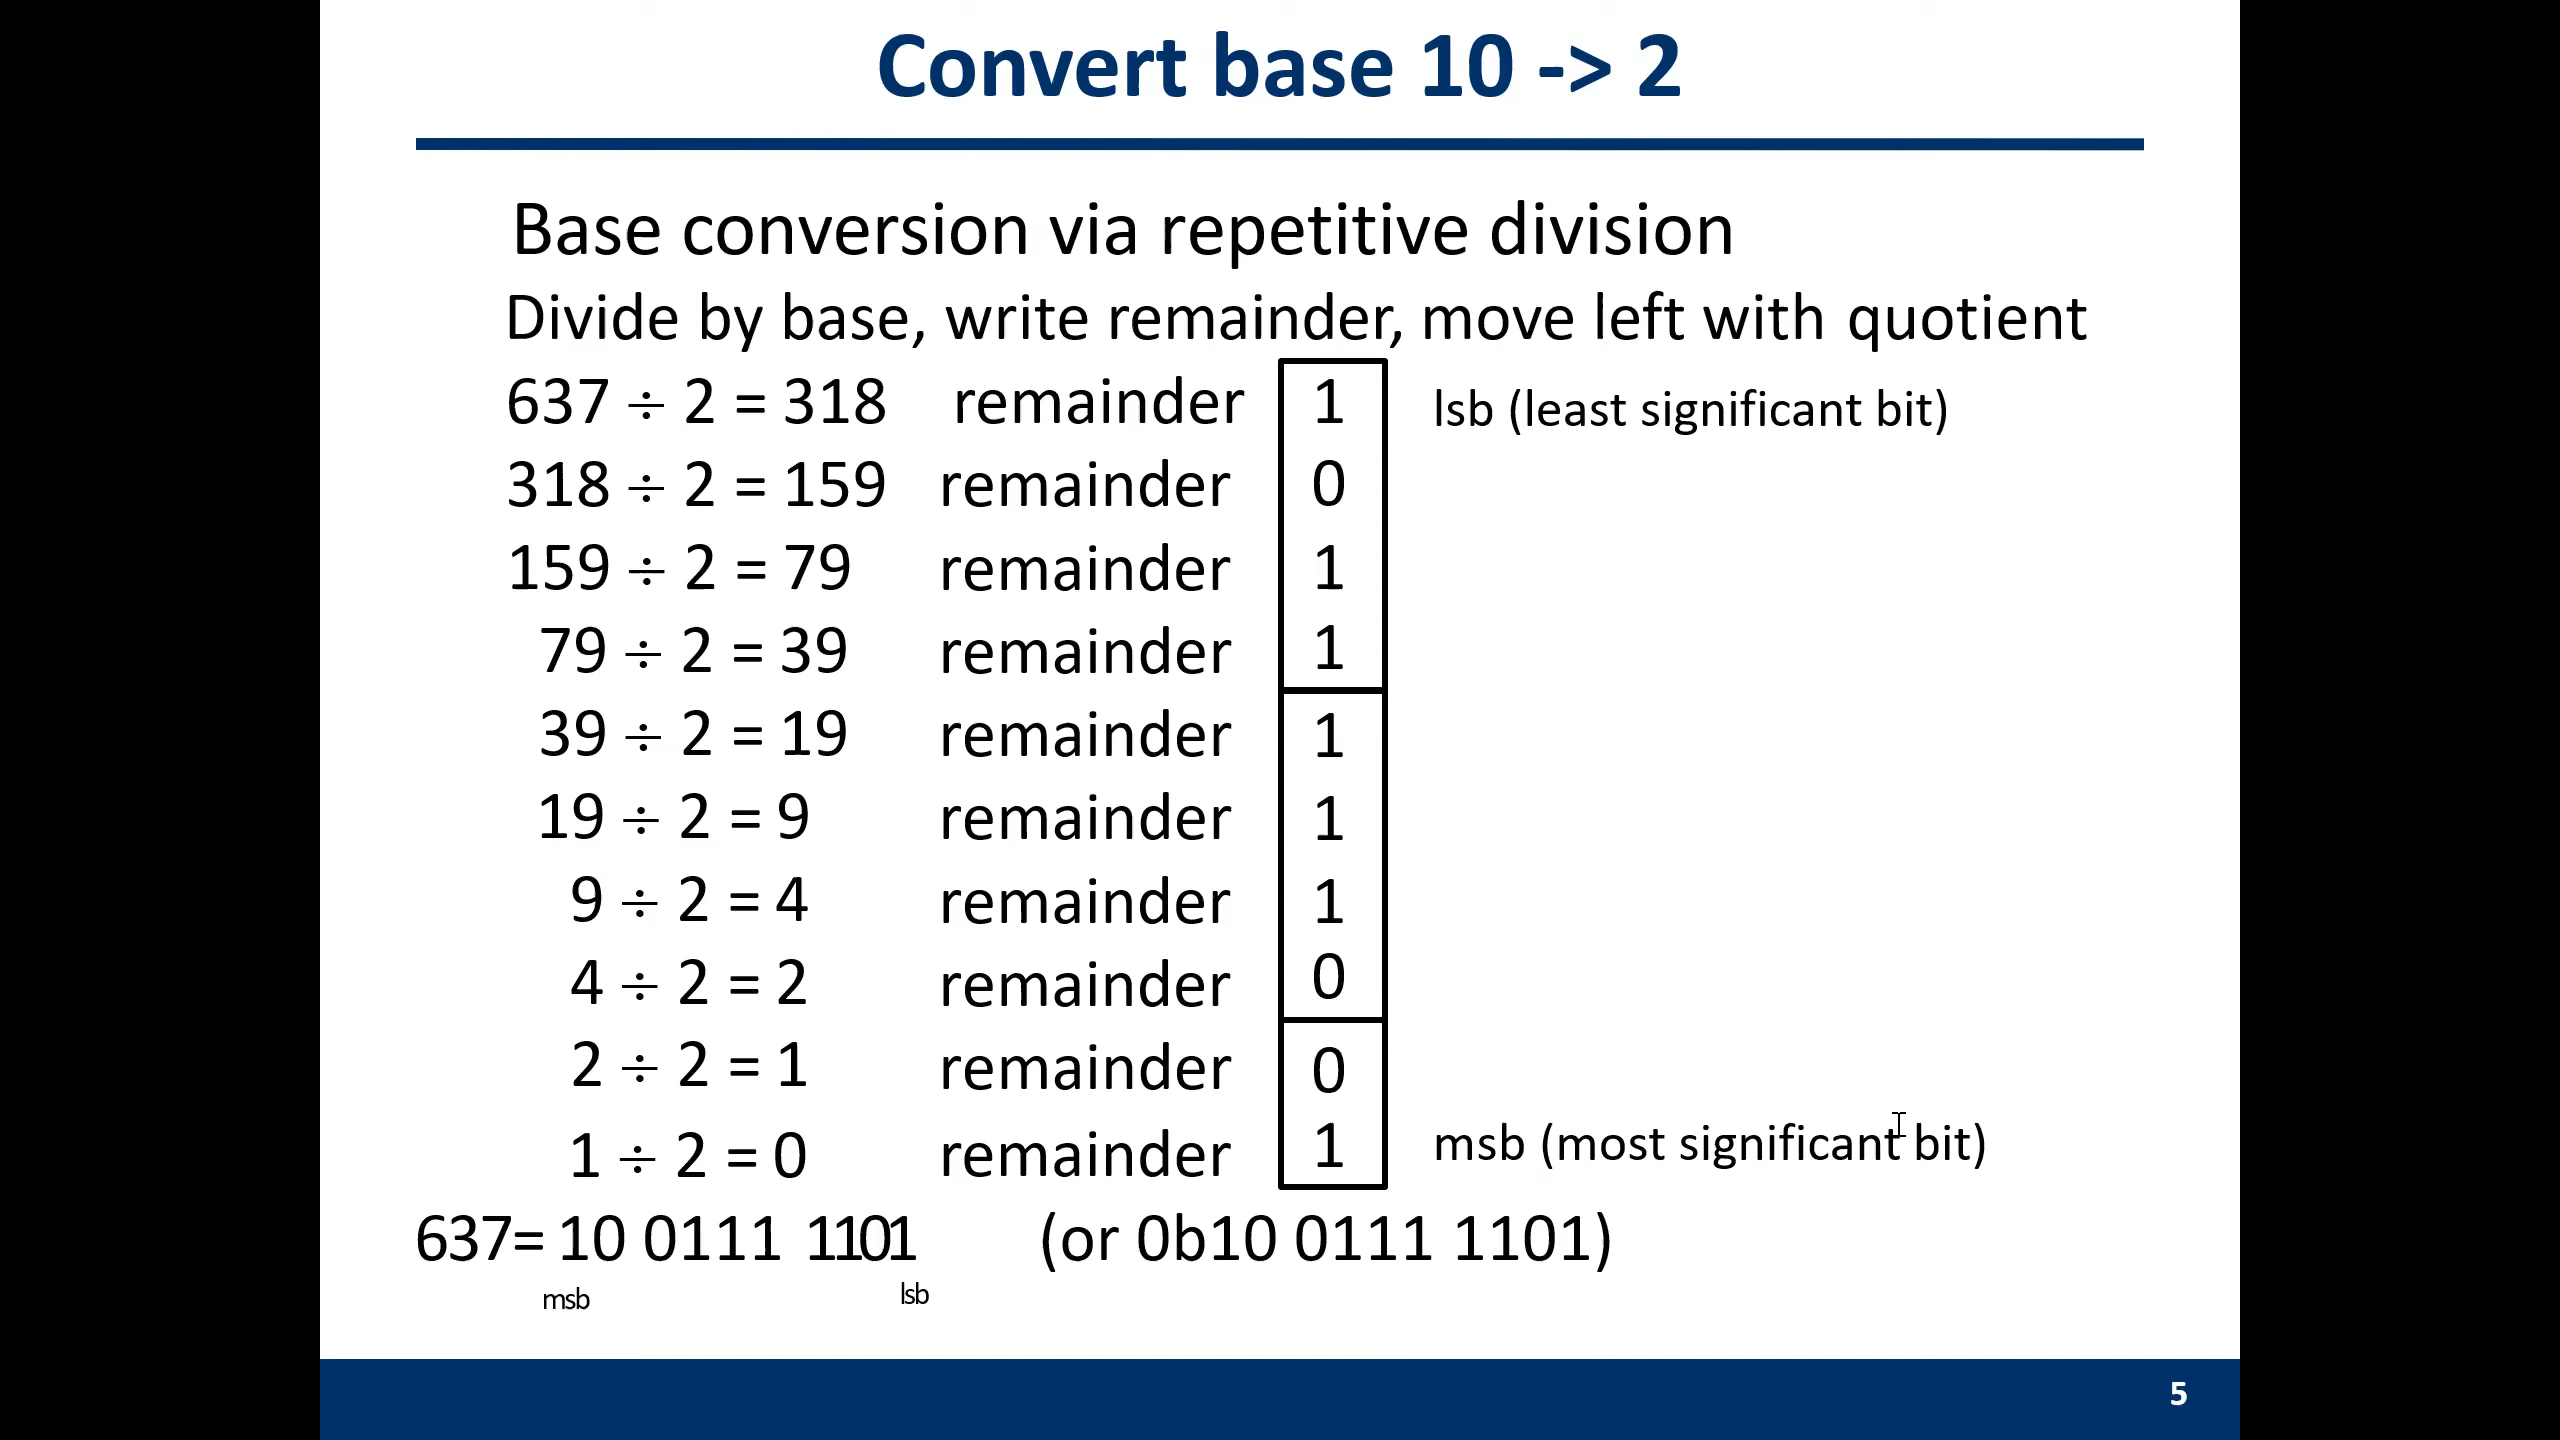 Convert base 10 -> 2
Base conversion via repetitive division
Divide by base, write remainder, move left with quotient
637 ÷ 2 = 318 remainder 1 lsb (least significant bit)
318 ÷ 2 = 159 remainder 0
159 ÷ 2 = 79 remainder 1
79 ÷ 2 = 39 remainder 1
39 ÷ 2 = 19 remainder 1
19 ÷ 2 = 9 remainder 1
9 ÷ 2 = 4 remainder 1
4 ÷ 2 = 2 remainder 0
2 ÷ 2 = 1 remainder 0
1 ÷ 2 = 0 remainder 1 msb (most significant bit)
637= 10 0111 1101 (or 0b10 0111 1101)
msb lsb
5